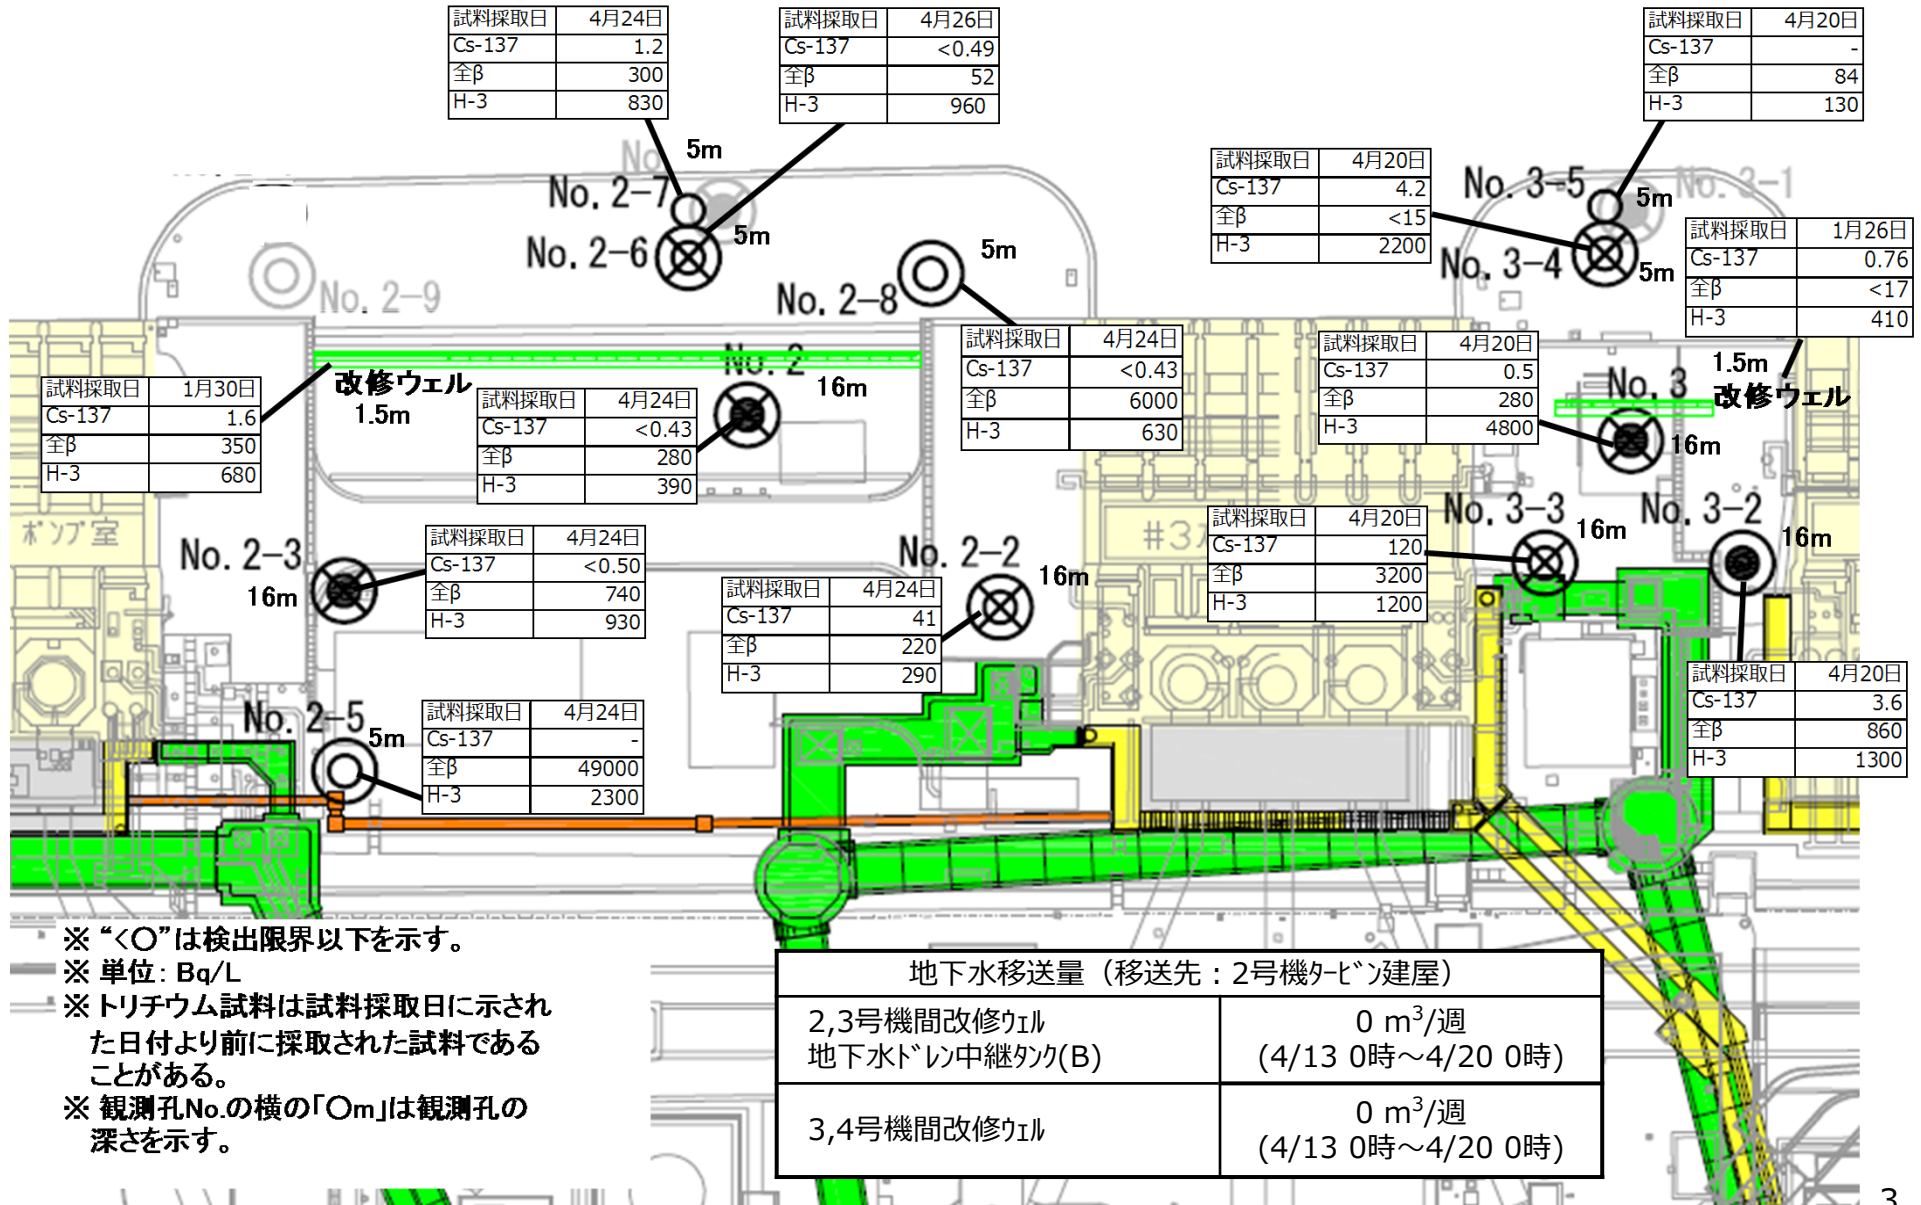 試料採取日 4月24日
Cs-137 1.2
全β 300
H-3 830
試料採取日 4月26日
Cs-137 <0.49
全β 52
H-3 960
試料採取日 4月20日
Cs-137 -
全β 84
H-3 130
No
5m
No. 2-7
5m
No. 2-6
5m
No. 2-8
No. 2-9
試料採取日 4月20日
Cs-137 4.2
全β <15
H-3 2200
No. 3-5
5m
No. 3-1
No. 3-4
5m
試料採取日 1月26日
Cs-137 0.76
全β <17
H-3 410
1.5m
改修ウェル
試料採取日 1月30日
Cs-137 1.6
全β 350
H-3 680
改修ウェル
1.5m
No. 2
16m
試料採取日 4月24日
Cs-137 <0.43
全β 280
H-3 390
試料採取日 4月24日
Cs-137 <0.43
全β 6000
H-3 630
試料採取日 4月20日
Cs-137 0.5
全β 280
H-3 4800
No. 3
16m
ポンプ室
No. 2-3
16m
試料採取日 4月24日
Cs-137 <0.50
全β 740
H-3 930
No. 2-2
16m
試料採取日 4月24日
Cs-137 41
全β 220
H-3 290
#3
試料採取日 4月20日
Cs-137 120
全β 3200
H-3 1200
No. 3-3
16m
No. 3-2
16m
試料採取日 4月20日
Cs-137 3.6
全β 860
H-3 1300
No. 2-5
5m
試料採取日 4月24日
Cs-137 -
全β 49000
H-3 2300
※ “<○”は検出限界以下を示す。
※ 単位: Bq/L
※ トリチウム試料は試料採取日に示され
た日付より前に採取された試料である
ことがある。
※ 観測孔No.の横の「○m」は観測孔の
深さを示す。
地下水移送量（移送先：2号機ﾀｰﾋﾞﾝ建屋）
2,3号機間改修ｳｪﾙ
地下水ﾄﾞﾚﾝ中継ﾀﾝｸ(B)
0 m³/週
(4/13 0時～4/20 0時)
3,4号機間改修ｳｪﾙ
0 m³/週
(4/13 0時～4/20 0時)
3